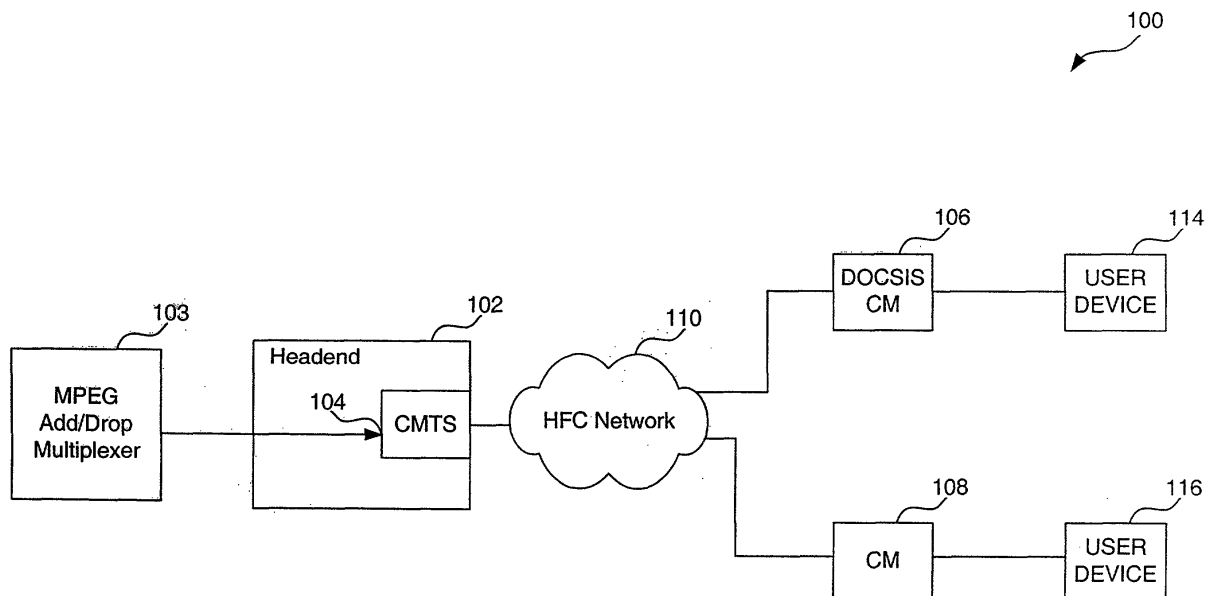 100
106
114
DOCSIS
CM
USER
DEVICE
103
102
110
MPEG
Add/Drop
Multiplexer
Headend
104
CMTS
HFC Network
108
116
CM
USER
DEVICE